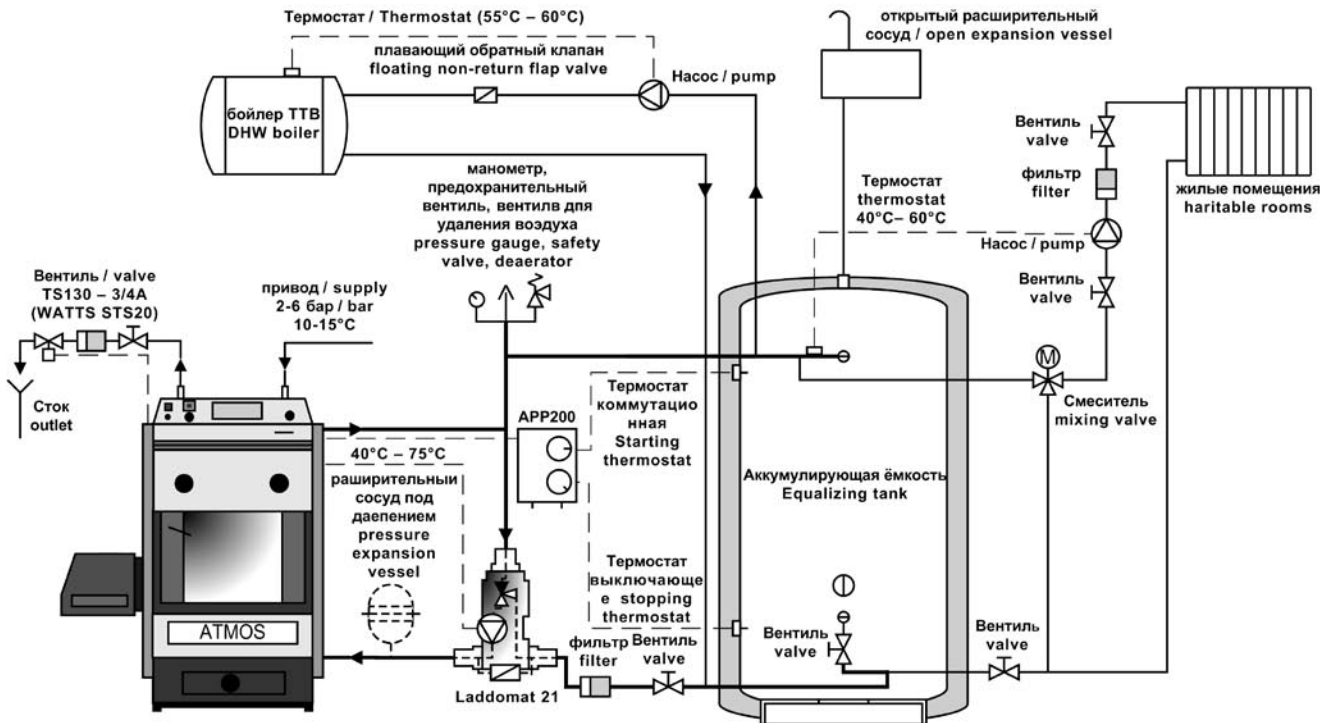 Термостат / Thermostat (55°C – 60°C)
плавающий обратный клапан
floating non-return flap valve
Насос / pump
бойлер ТТВ
DHW boiler
открытый расширительный
сосуд / open expansion vessel
Вентиль
valve
фильтр
filter
жилые помещения
haritable rooms
Термостат
thermostat
40°C– 60°C
Насос / pump
Вентиль
valve
манометр,
предохранительный
вентиль, вентилв дпя
удаления воздуха
pressure gauge, safety
valve, deaerator
Вентиль / valve
TS130 – 3/4A
(WATTS STS20)
привод / supply
2-6 бар / bar
10-15°C
Сток
outlet
M
Смеситель
mixing valve
Термостат
коммутацио
нная
Starting
thermostat
APP200
40°C – 75°C
раширительный
сосуд под
даепением
pressure
expansion
vessel
Аккумулирующая ёмкость
Equalizing tank
Термостат
выключающе
е stopping
thermostat
ATMOS
Laddomat 21
фильтр
filter
Вентиль
valve
Вентиль
valve
Вентиль
valve